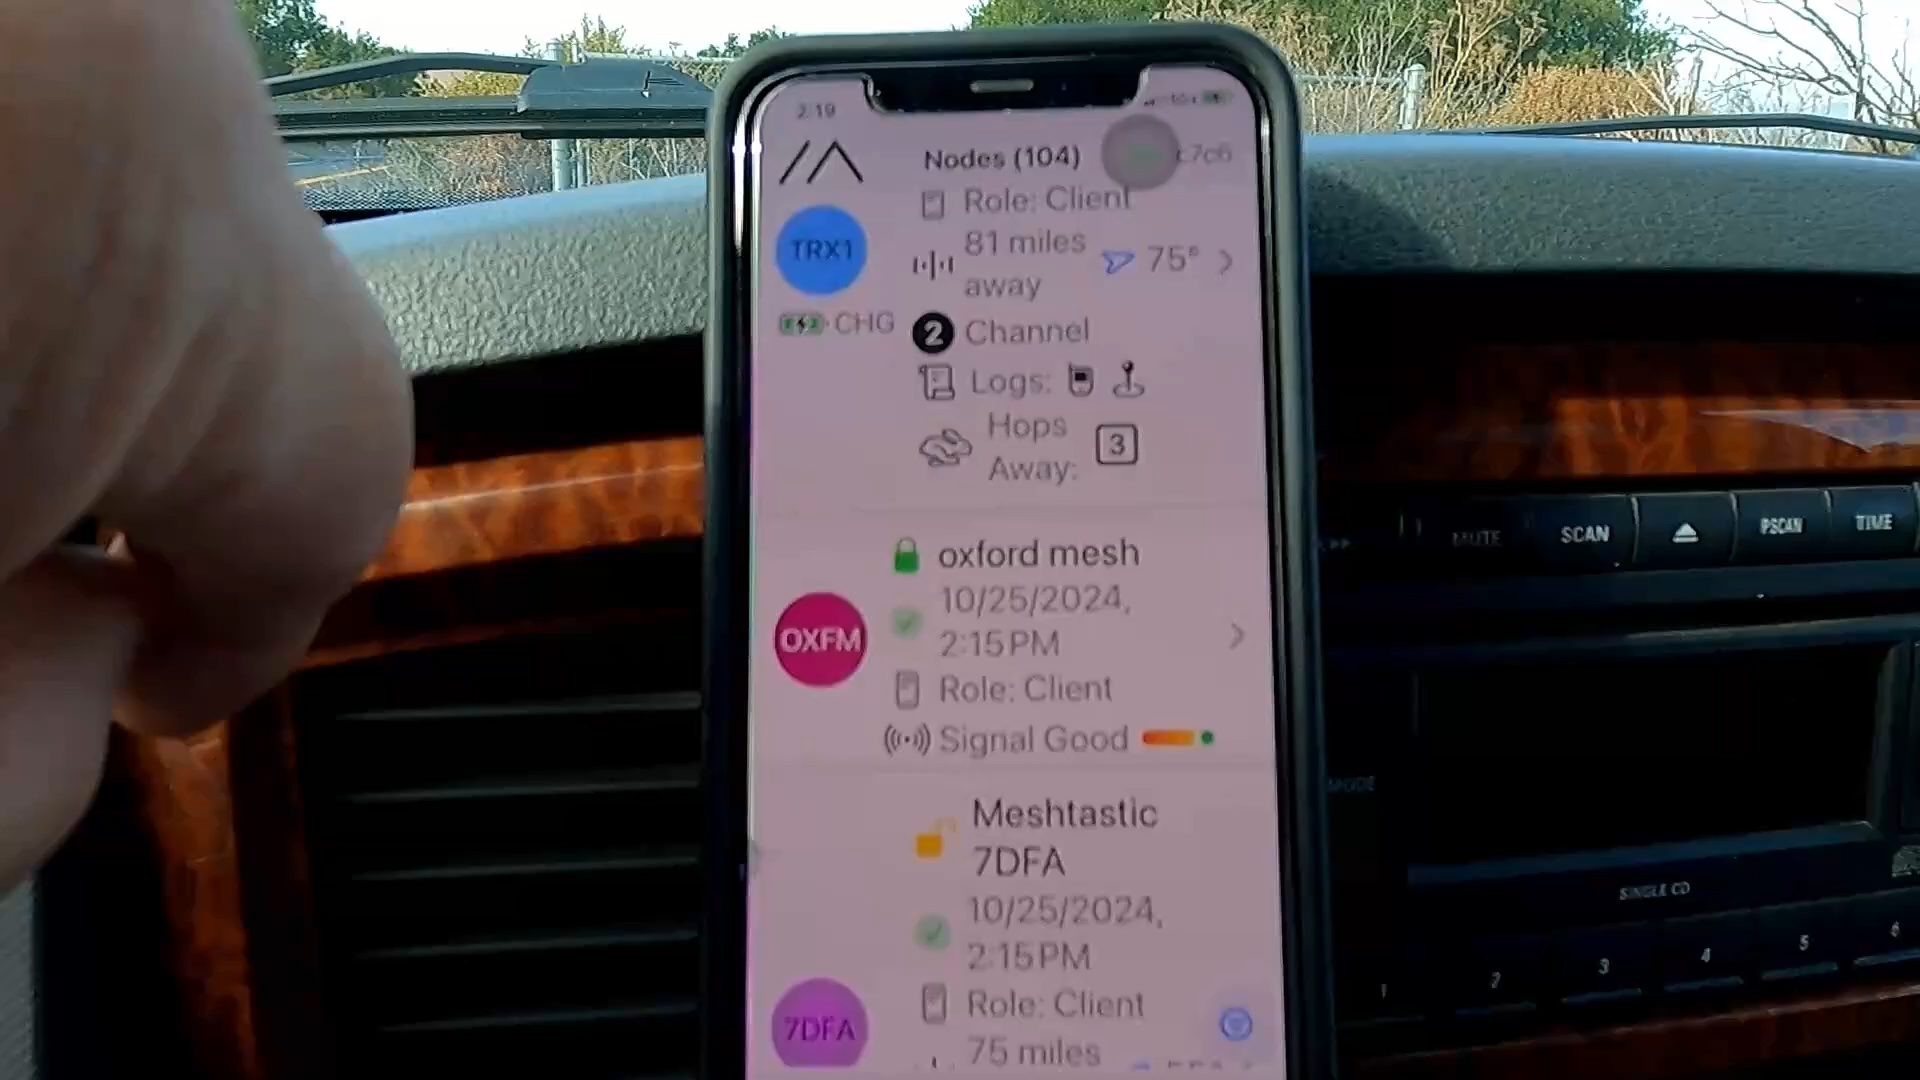 2:19
Nodes (104)
c7c6
Role: Client
TRX1
81 miles
away
75°
CHG
2 Channel
Logs:
Hops
Away:
3
oxford mesh
10/25/2024,
2:15 PM
OXFM
Role: Client
Signal Good
Meshtastic
7DFA
10/25/2024,
2:15 PM
7DFA
Role: Client
75 miles
MUTE
SCAN
PSCAN
TIME
MODE
SINGLE CD
1
2
3
4
5
6